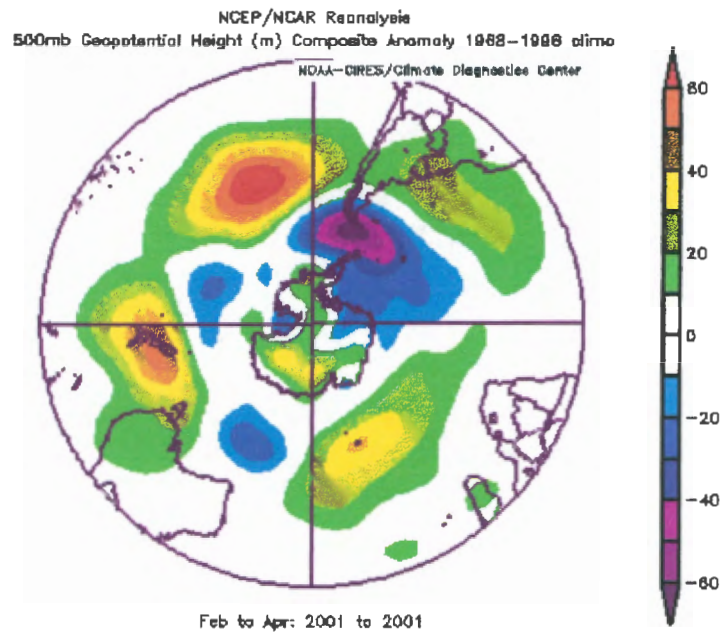 NCEP/NCAR Reanalysis
500mb Geopotential Height (m) Composite Anomaly 1968-1996 climo
NOAA-CIRES/Climate Diagnostics Center
60
40
20
0
-20
-40
-60
Feb to Apr: 2001 to 2001